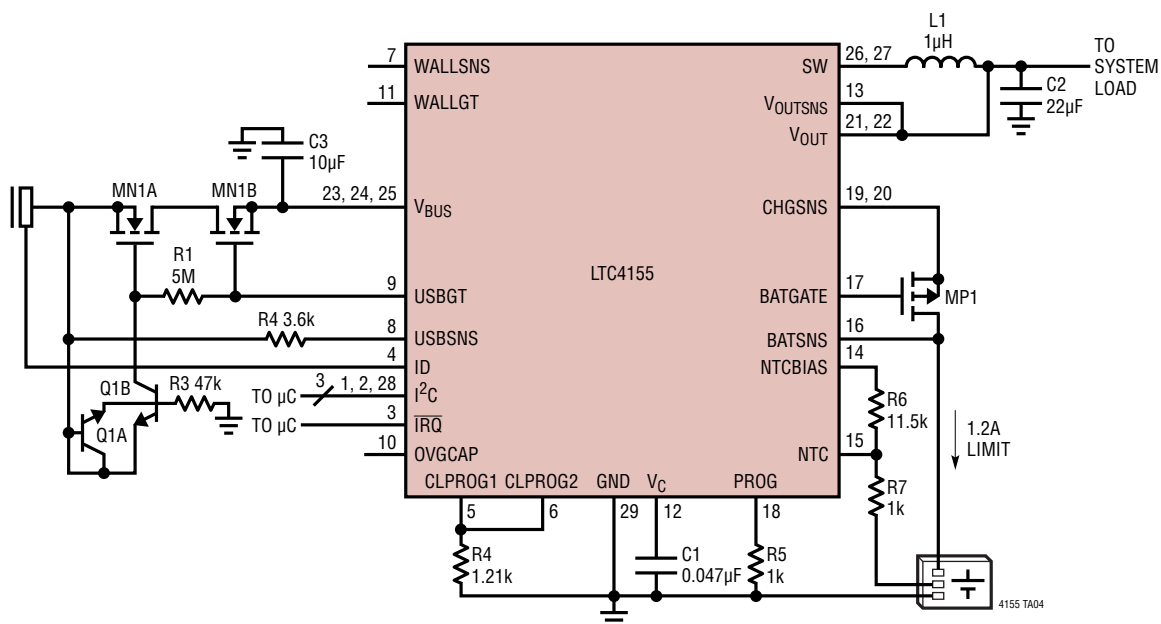 L1
1µH
TO
SYSTEM
LOAD
26, 27
SW
7
WALLSNS
C2
22µF
13
VOUTSNS
11
WALLGT
21, 22
VOUT
C3
10µF
MN1A
MN1B
23, 24, 25
VBUS
19, 20
CHGSNS
R1
5M
LTC4155
9
USBGT
17
BATGATE
MP1
R4 3.6k
8
USBSNS
16
BATSNS
4
ID
14
NTCBIAS
Q1B
R3 47k
TO µC
3
1, 2, 28
I2C
R6
11.5k
Q1A
TO µC
3
IRQ
1.2A
LIMIT
10
OVGCAP
15
NTC
CLPROG1
CLPROG2
GND
VC
PROG
5
6
29
12
18
R7
1k
R4
1.21k
C1
0.047µF
R5
1k
4155 TA04